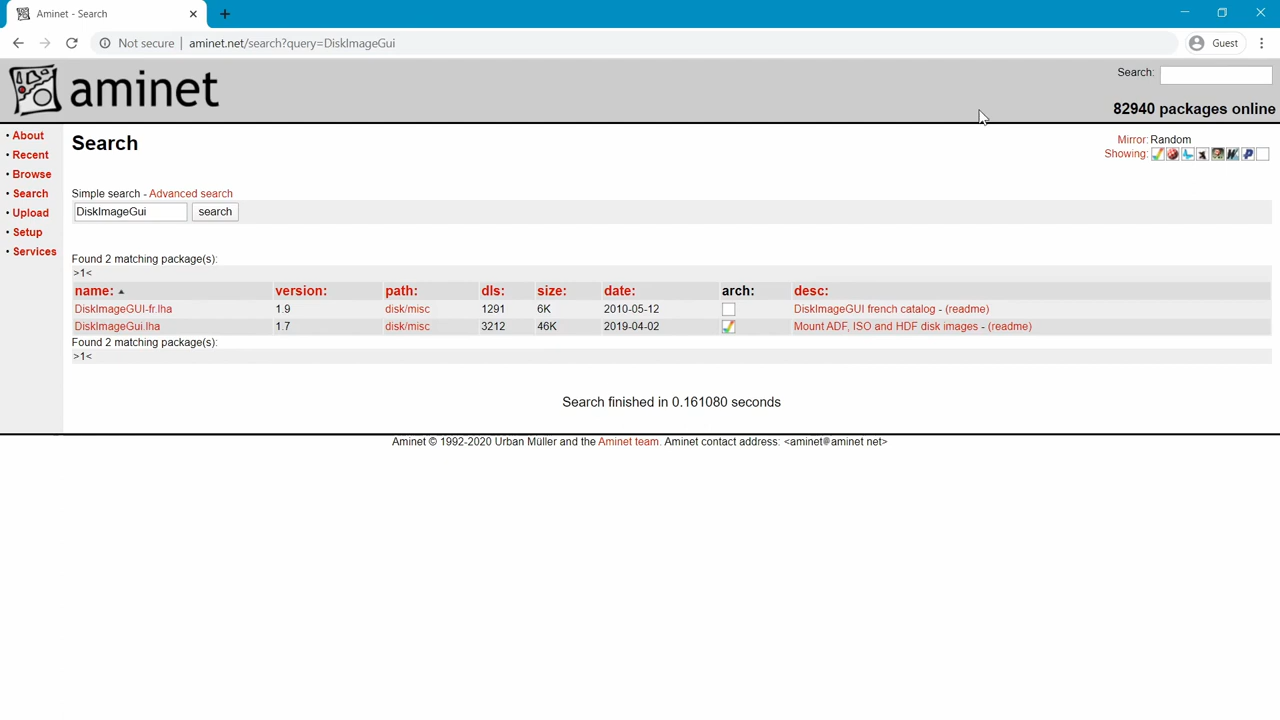 Aminet - Search
Not secure | aminet.net/search?query=DiskImageGui
Guest
aminet
Search:
82940 packages online
• About
• Recent
• Browse
• Search
• Upload
• Setup
• Services
Search
Mirror: Random
Showing:
Simple search - Advanced search
DiskImageGui search
Found 2 matching package(s):
>1<
name: version: path: dls: size: date: arch: desc:
DiskImageGUI-fr.lha 1.9 disk/misc 1291 6K 2010-05-12 DiskImageGUI french catalog - (readme)
DiskImageGui.lha 1.7 disk/misc 3212 46K 2019-04-02 Mount ADF, ISO and HDF disk images - (readme)
Found 2 matching package(s):
>1<
Search finished in 0.161080 seconds
Aminet © 1992-2020 Urban Müller and the Aminet team. Aminet contact address: <aminet@aminet net>